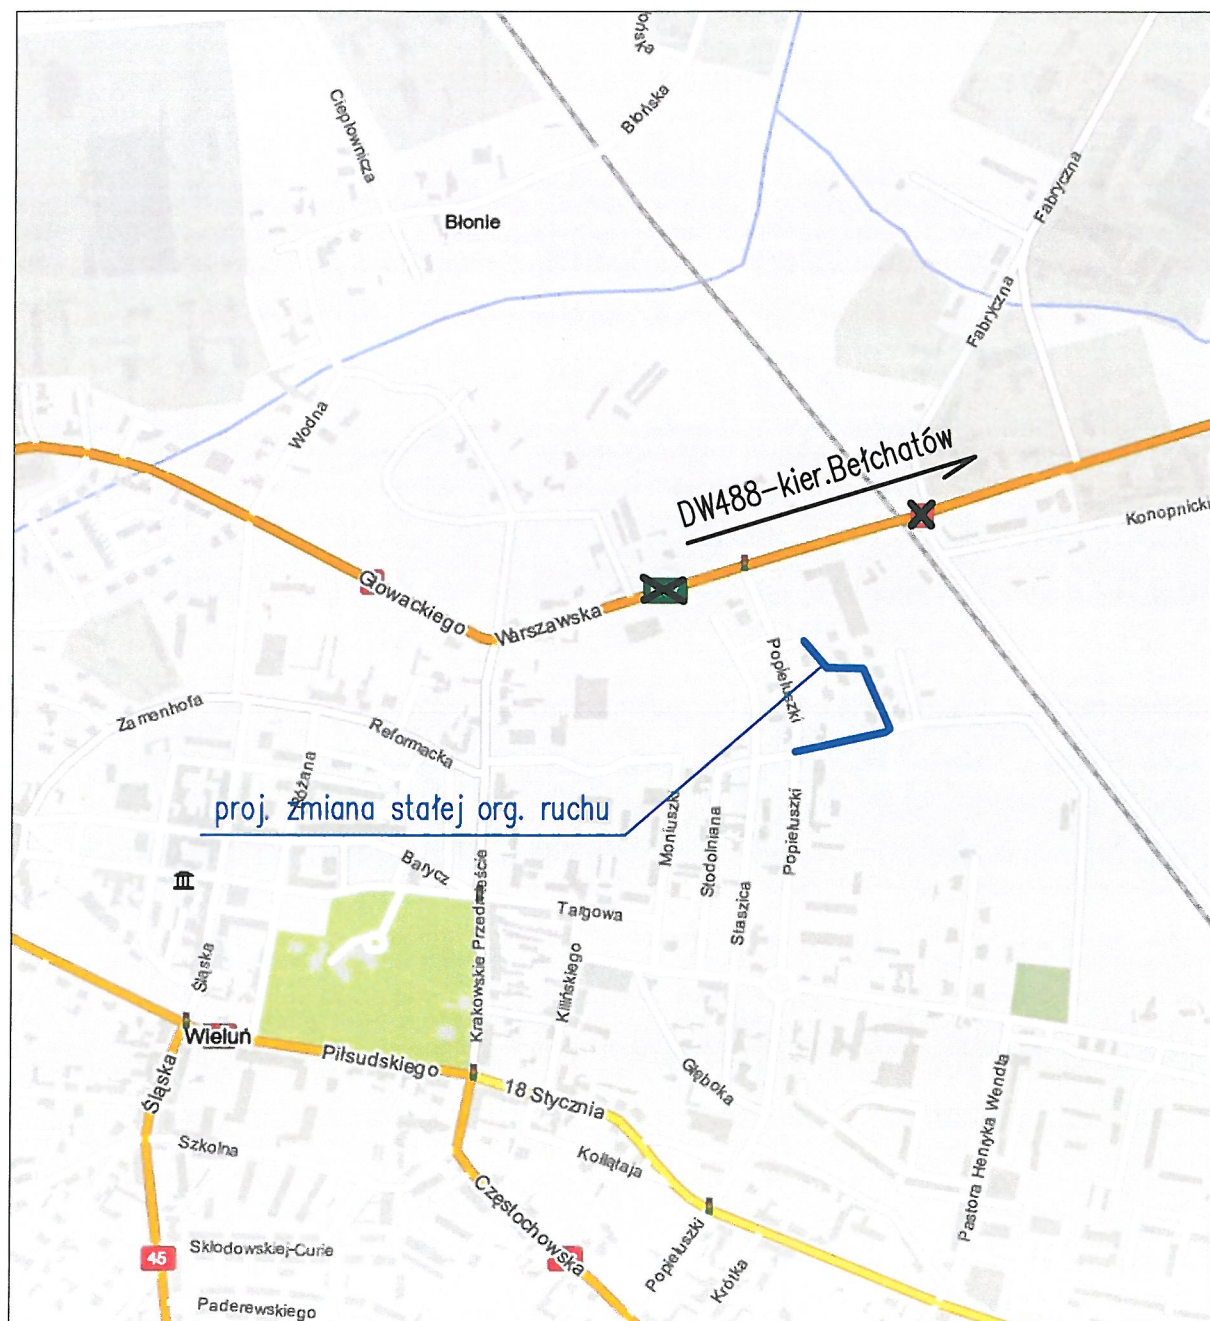 Błońska
Ciepłownicza
Błonie
Fabryczna
Fabryczna
Wodna
DW488-kier.Bełchatów
Konopnicki
Głowackiego
Warszawska
Popiełuszki
Zamenhofa
Reformacka
Różana
proj. zmiana stałej org. ruchu
Moniuszki
Stodolniana
Popiełuszki
Barycz
Krakowskie Przedmieście
Targowa
Staszica
Śląska
Kilińskiego
Wieluń
Piłsudskiego
18 Stycznia
Głęboka
Śląska
Szkolna
Kołłątaja
Pastora Henryka Wendta
Częstochowska
45
Skłodowskiej-Curie
Popiełuszki
Krótka
Paderewskiego